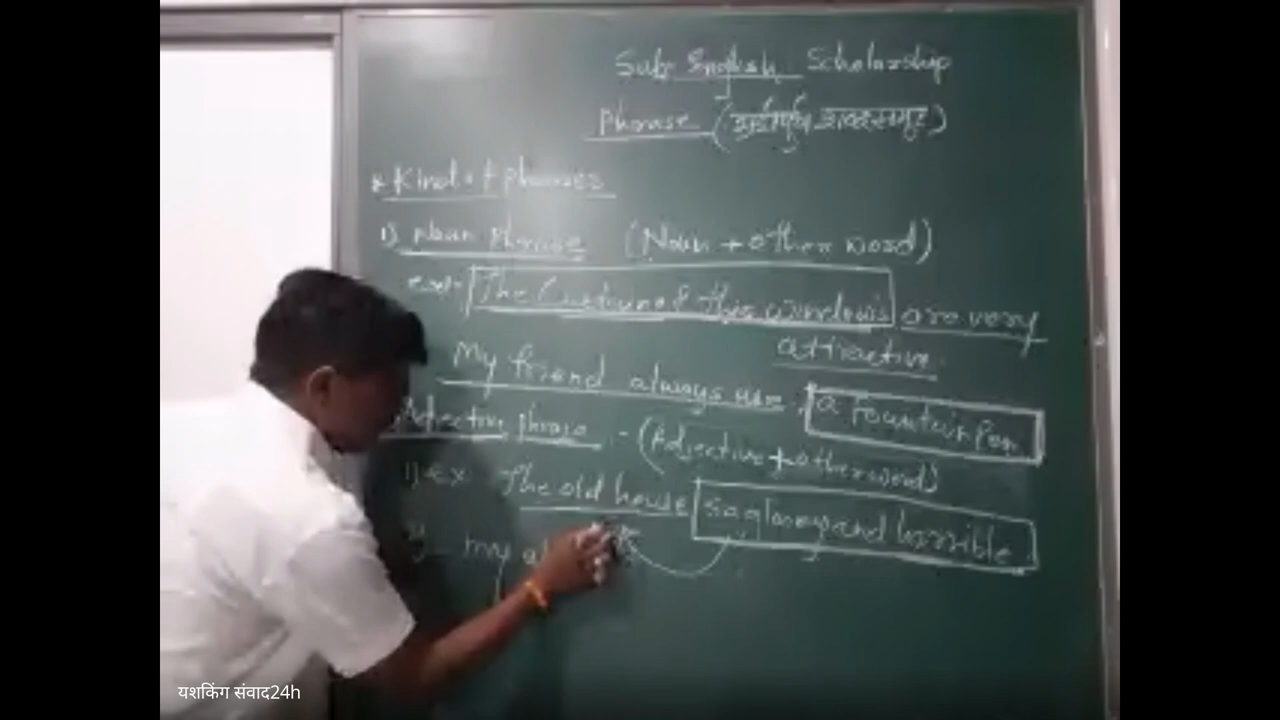 Sub English Scholarship
Phrase (अर्थपूर्ण शब्दसमूह)
* Kind of Phrases
1) Noun Phrase (Noun + other word)
ex:- The Curtain of this window is are very
attractive.
My friend always use a fountain Pen.
Adjective phrase :- (Adjective + other word)
1) ex The old house is a gloomy and horrible
2) my
यशकिंग संवाद24h